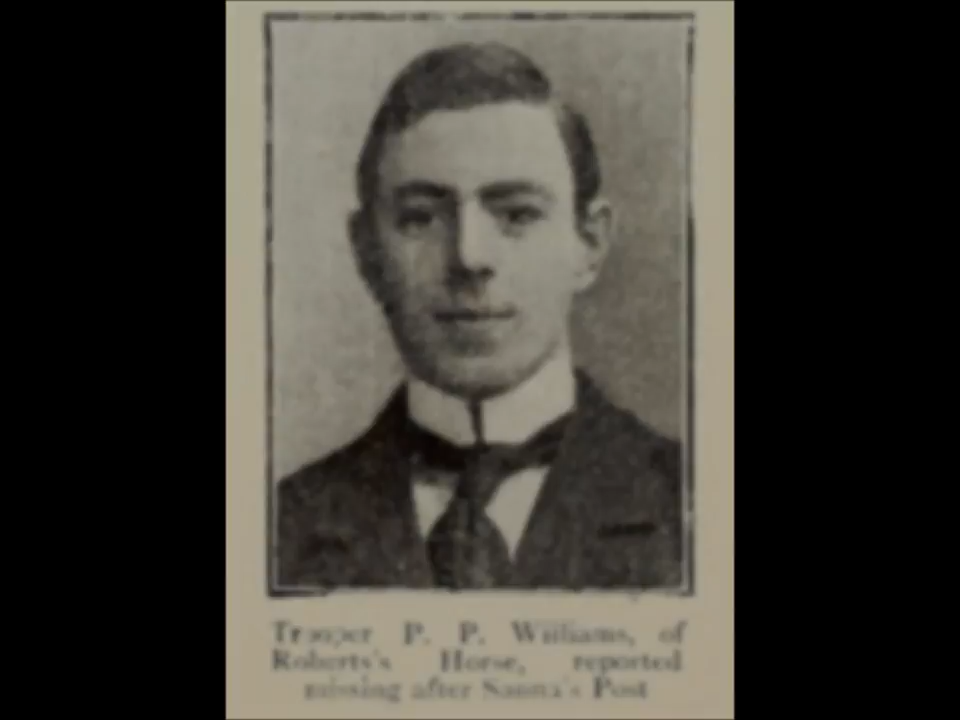 Trooper P. P. Williams, of
Roberts's Horse, reported
missing after Sanna's Post